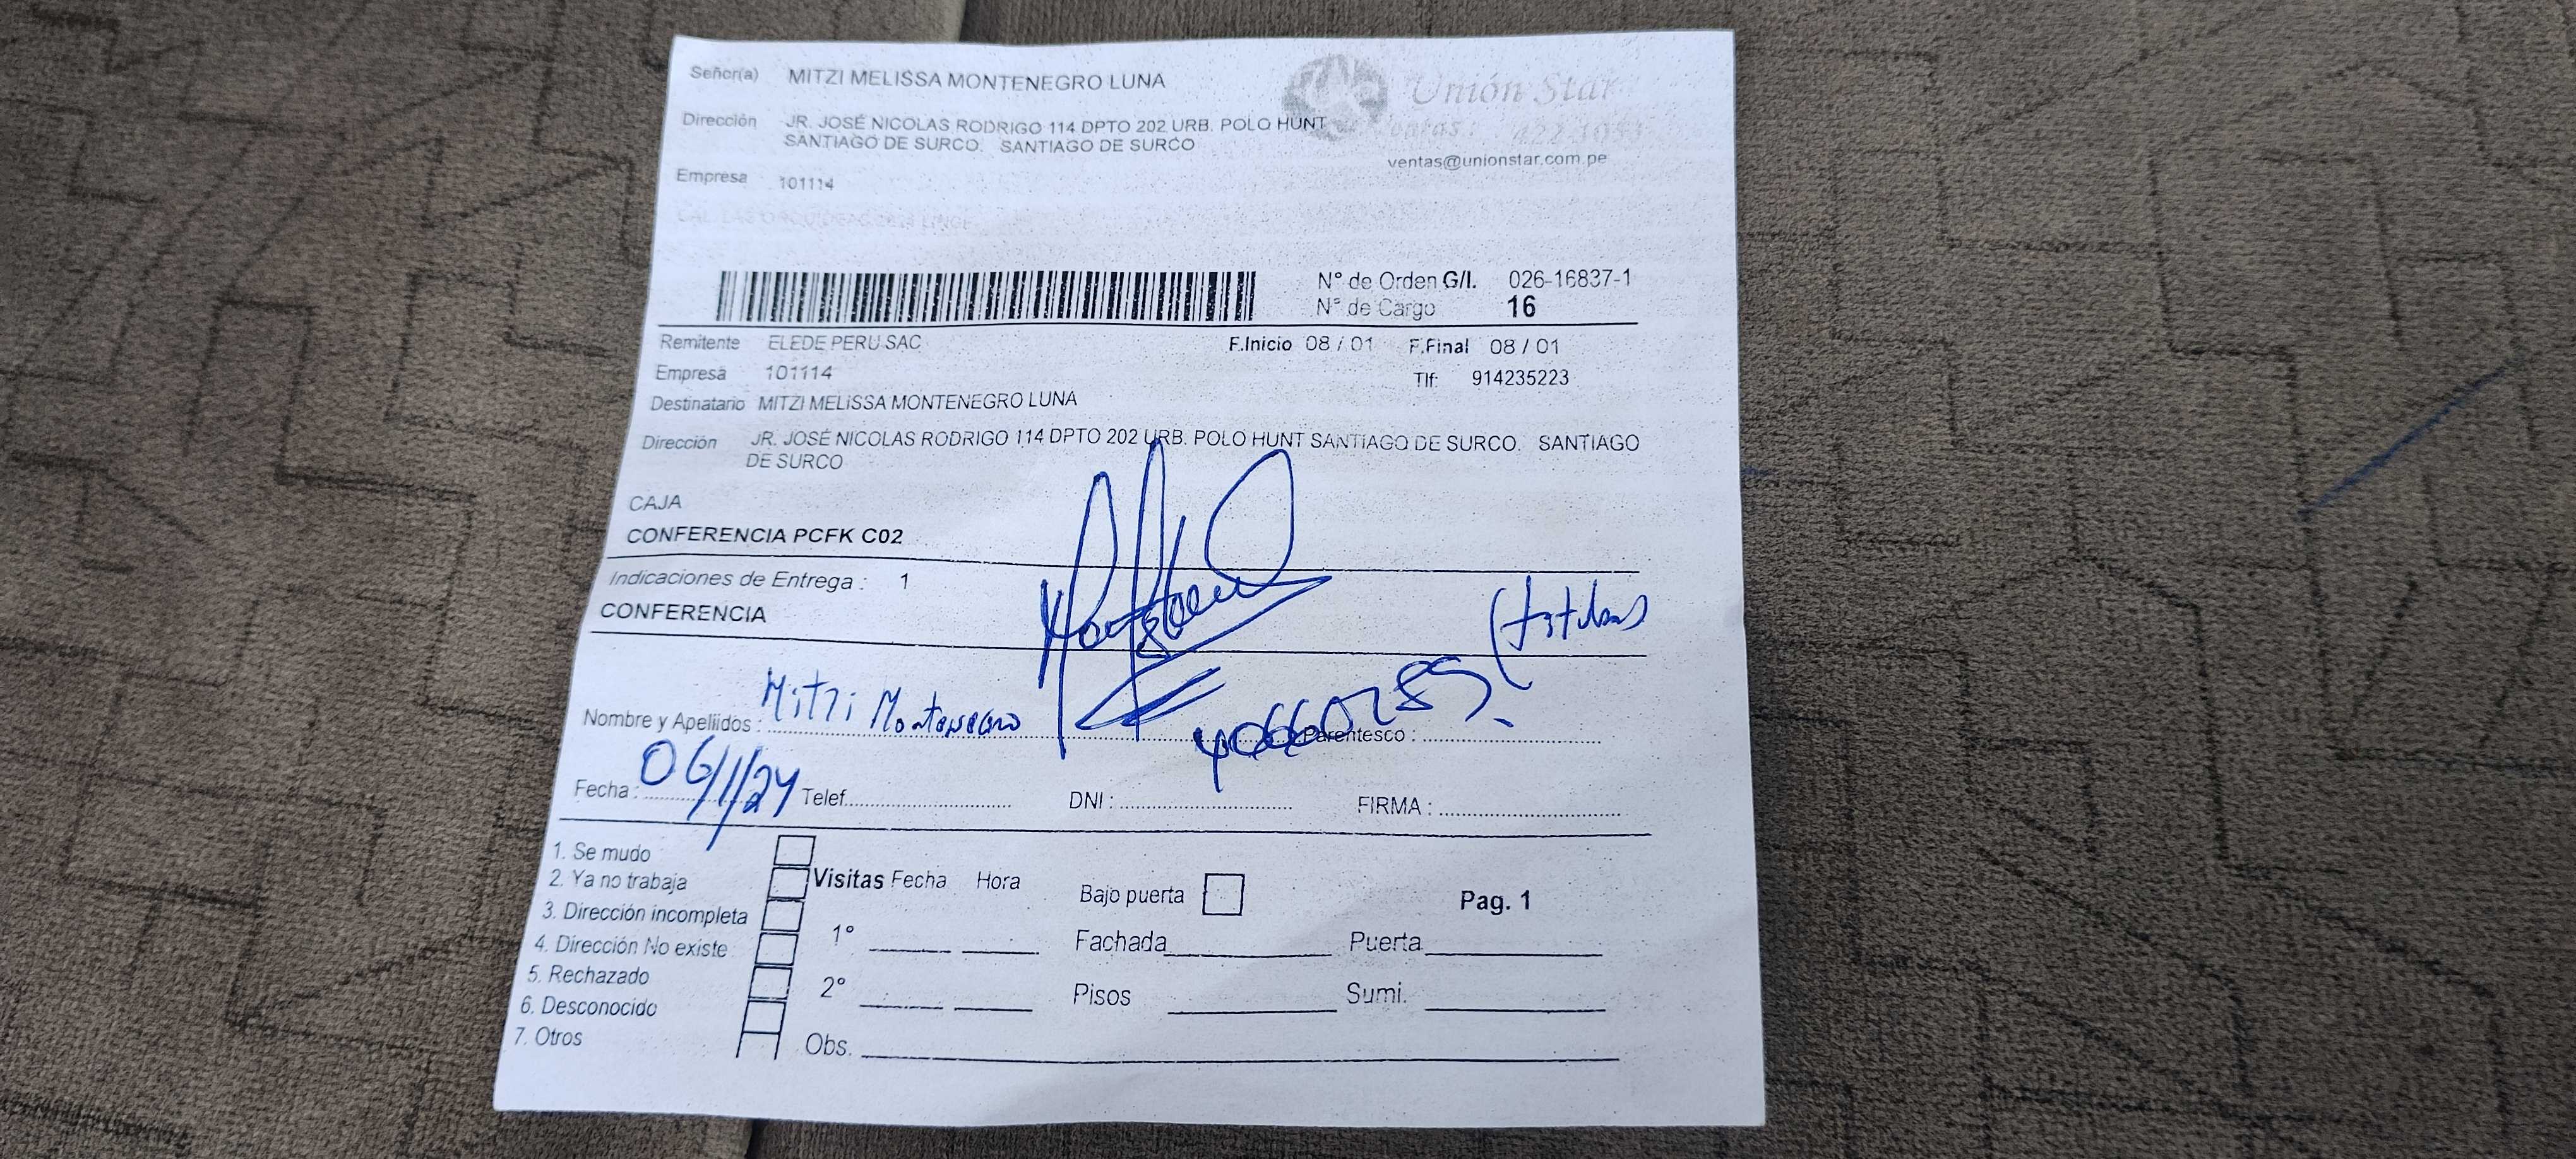 Señor(a) MITZI MELISSA MONTENEGRO LUNA
Unión Star
Dirección JR. JOSÉ NICOLAS RODRIGO 114 DPTO 202 URB. POLO HUNT
SANTIAGO DE SURCO. SANTIAGO DE SURCO
Ventas:
ventas@unionstar.com.pe
Empresa 101114
N° de Orden G/I. 026-16837-1
N° de Cargo 16
Remitente ELEDE PERU SAC F.Inicio 08 / 01 F.Final 08 / 01
Empresa 101114 Tlf: 914235223
Destinatario MITZI MELISSA MONTENEGRO LUNA
Dirección JR. JOSÉ NICOLAS RODRIGO 114 DPTO 202 URB. POLO HUNT SANTIAGO DE SURCO. SANTIAGO
DE SURCO
CAJA
CONFERENCIA PCFK C02
Indicaciones de Entrega : 1
CONFERENCIA
Nombre y Apellidos : Mitzi Montenegro Parentesco :
Fecha : 06/1/24 Telef. DNI : FIRMA :
1. Se mudo
2. Ya no trabaja
3. Dirección incompleta
4. Dirección No existe
5. Rechazado
6. Desconocido
7. Otros
Visitas Fecha Hora
1°
2°
Obs.
Bajo puerta
Fachada
Pisos
Pag. 1
Puerta
Sumi.